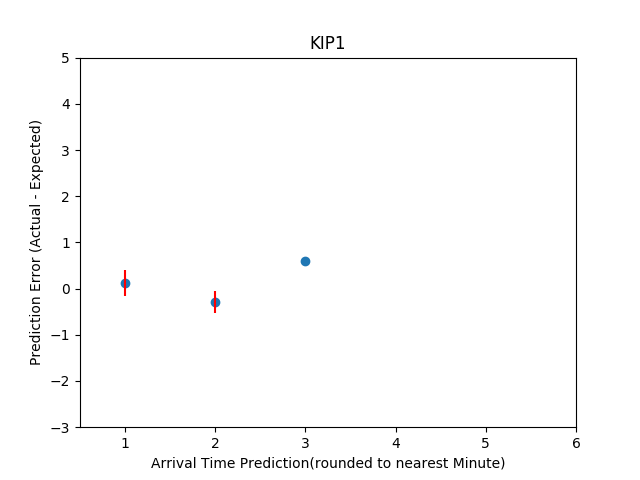 KIP1
5
4
3
2
1
0
−1
−2
−3
Prediction Error (Actual - Expected)
1 2 3 4 5 6
Arrival Time Prediction(rounded to nearest Minute)